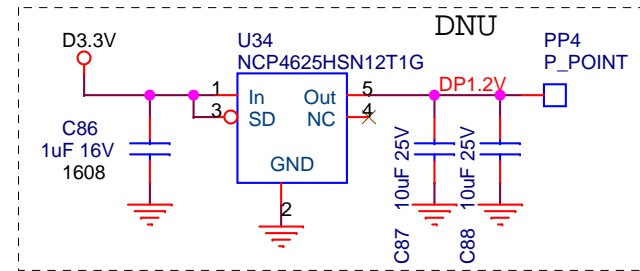 DNU
D3.3V
U34
NCP4625HSN12T1G
PP4
P_POINT
1
In
Out
5
DP1.2V
3
SD
NC
4
C86
1uF 16V
1608
GND
2
C87
10uF 25V
C88
10uF 25V